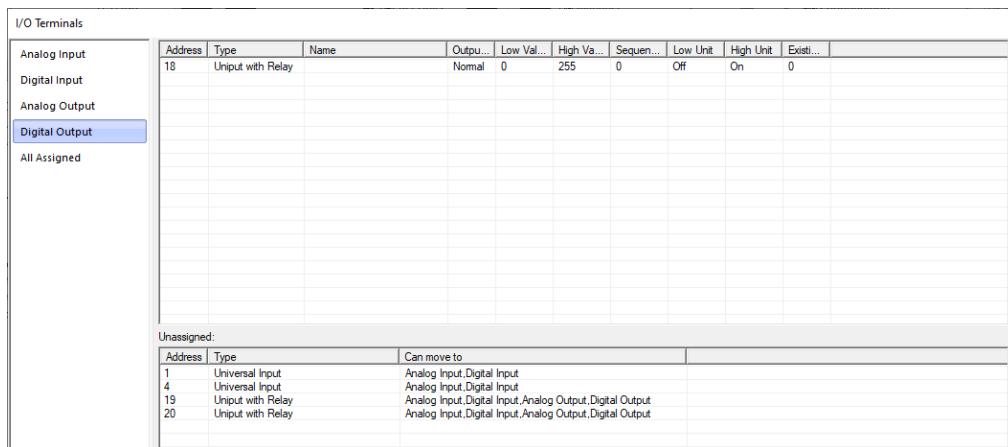 I/O Terminals
Analog Input
Digital Input
Analog Output
Digital Output
All Assigned
Address Type Name Outpu... Low Val... High Va... Sequen... Low Unit High Unit Existi...
18 Uniput with Relay Normal 0 255 0 Off On 0
Unassigned:
Address Type Can move to
1 Universal Input Analog Input,Digital Input
4 Universal Input Analog Input,Digital Input
19 Uniput with Relay Analog Input,Digital Input,Analog Output,Digital Output
20 Uniput with Relay Analog Input,Digital Input,Analog Output,Digital Output